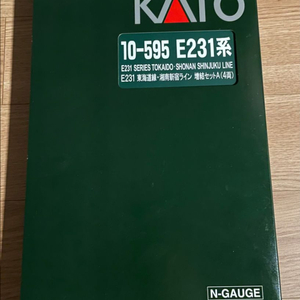 KATO
10-595 E231系
E231 SERIES TOKAIDO·SHONAN SHINJUKU LINE
E231 東海道線・湘南新宿ライン 増結セットA(4両)
N-GAUGE